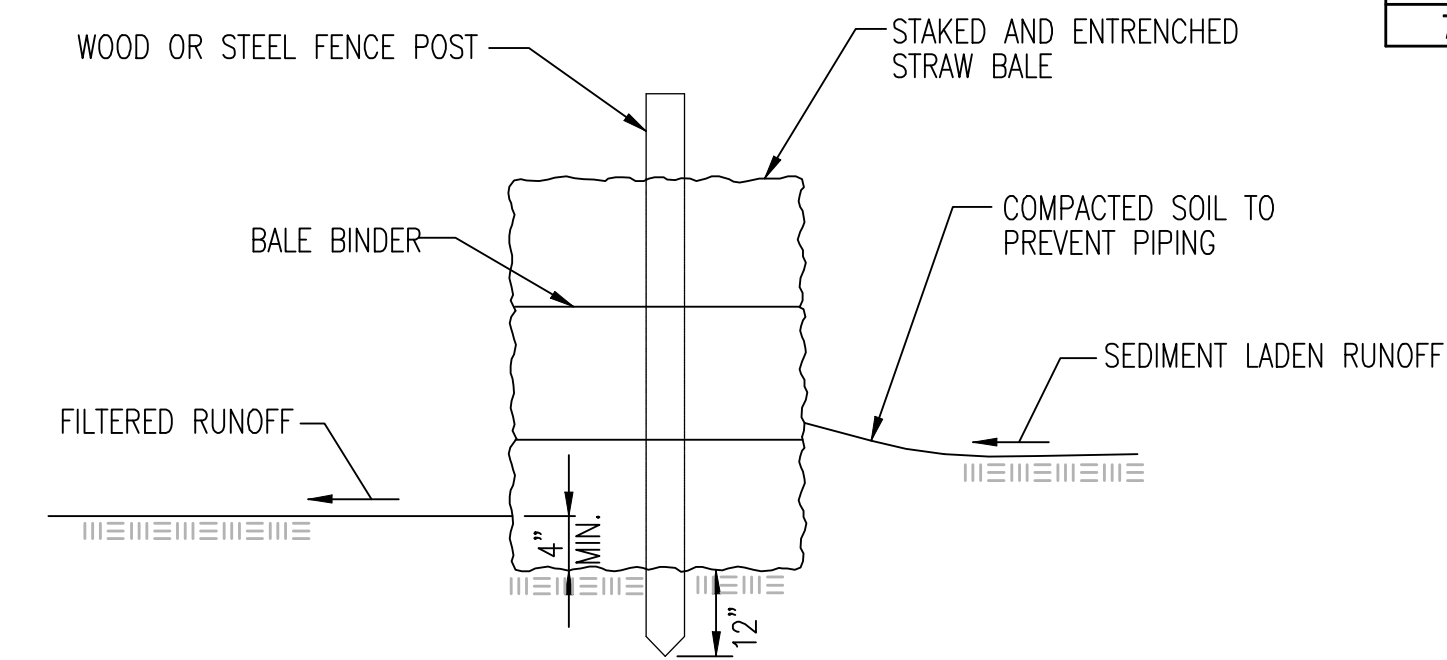 WOOD OR STEEL FENCE POST
STAKED AND ENTRENCHED
STRAW BALE
COMPACTED SOIL TO
PREVENT PIPING
BALE BINDER
SEDIMENT LADEN RUNOFF
FILTERED RUNOFF
4"
MIN.
12"